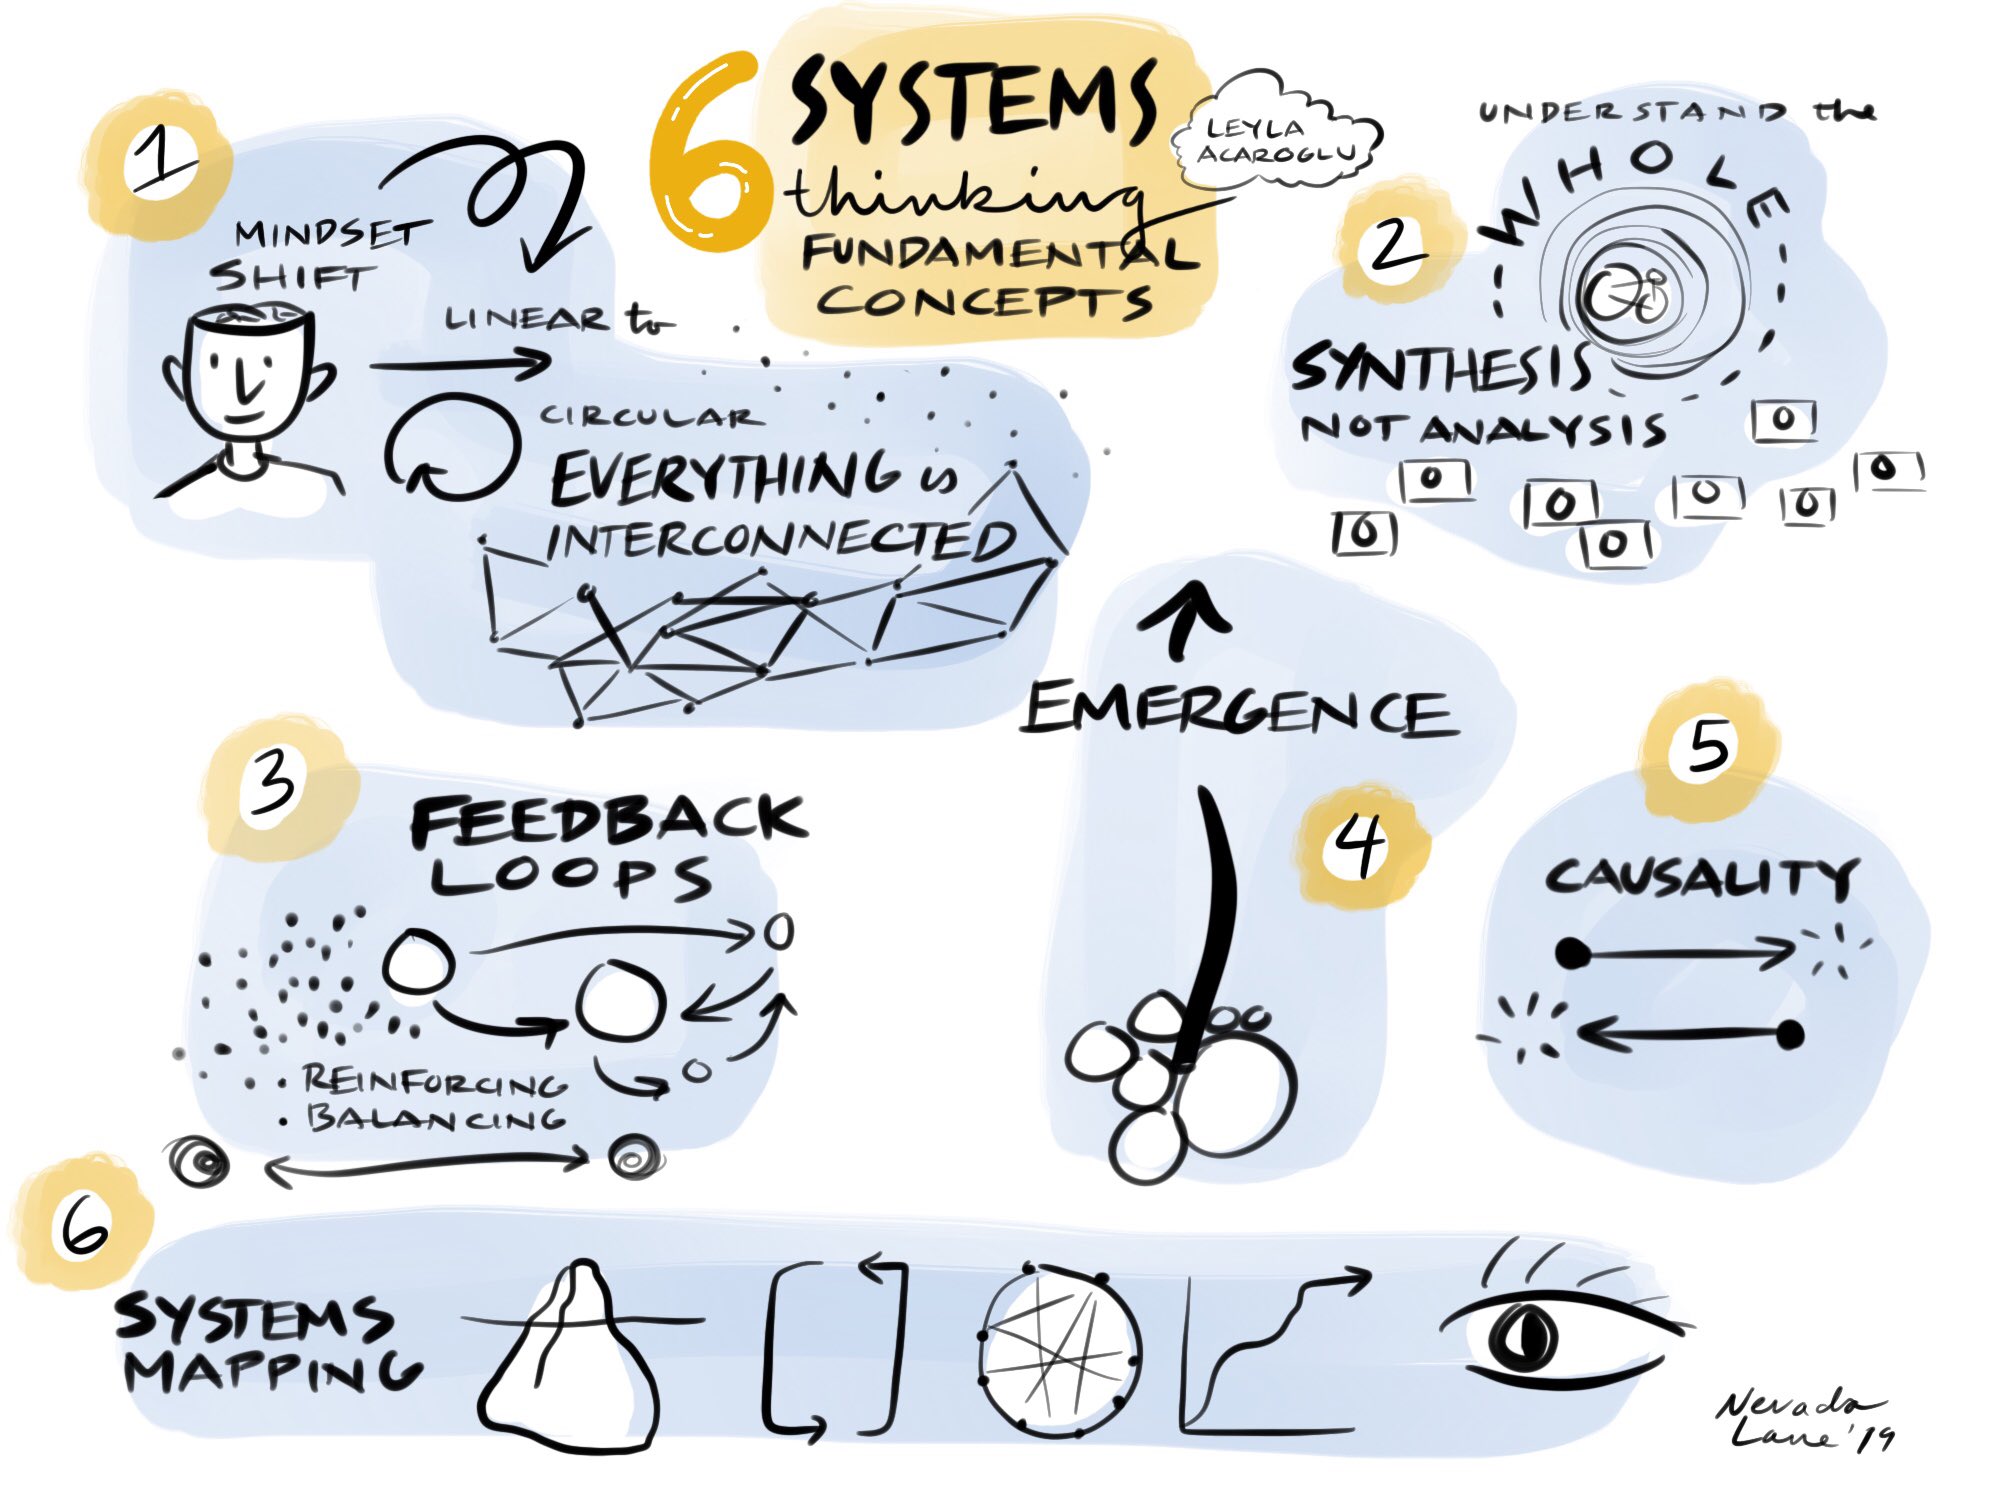 6 SYSTEMS
thinking
FUNDAMENTAL
CONCEPTS
LEYLA
ACAROGLU
1
MINDSET
SHIFT
LINEAR to
CIRCULAR
EVERYTHING is
INTERCONNECTED
2
UNDERSTAND the
WHOLE
SYNTHESIS
NOT ANALYSIS
3
FEEDBACK
LOOPS
• REINFORCING
• BALANCING
4
EMERGENCE
5
CAUSALITY
6
SYSTEMS
MAPPING
Nevada
Lane '19